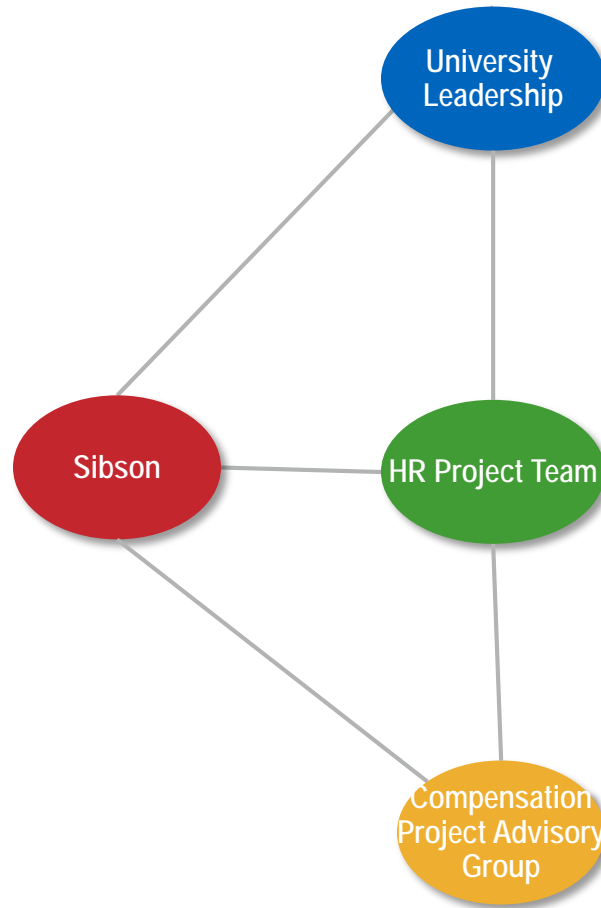 University
Leadership
Sibson
HR Project Team
Compensation
Project Advisory
Group